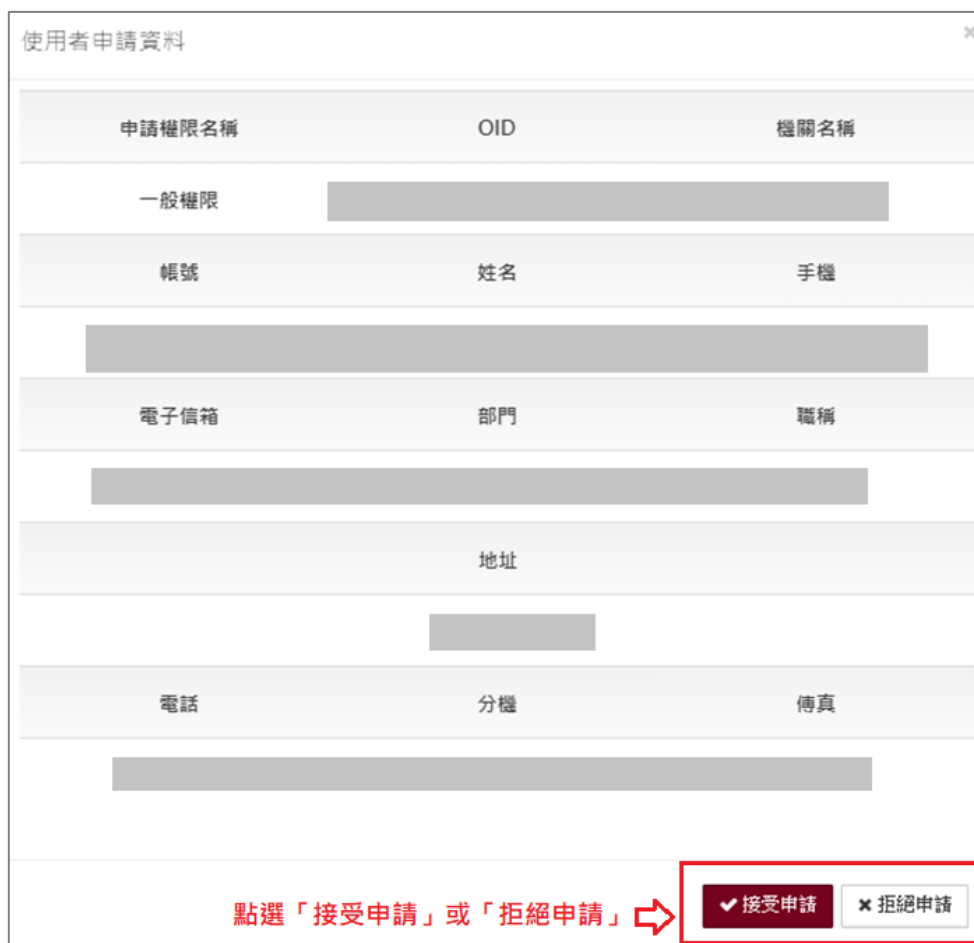 使用者申請資料 ×
申請權限名稱 OID 機關名稱
一般權限
帳號 姓名 手機
電子信箱 部門 職稱
地址
電話 分機 傳真
點選「接受申請」或「拒絕申請」 ✔接受申請 ✖拒絕申請